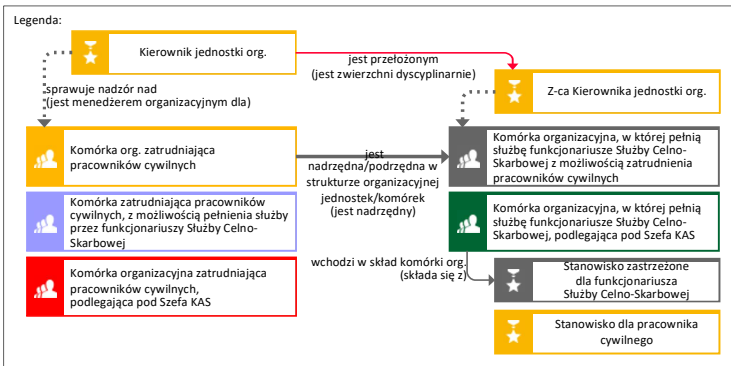 Legenda:
Kierownik jednostki org.
jest przełożonym
(jest zwierzchni dyscyplinarnie)
Z-ca Kierownika jednostki org.
sprawuje nadzór nad
(jest menedżerem organizacyjnym dla)
Komórka org. zatrudniająca
pracowników cywilnych
jest
nadrzędna/podrzędna w
strukturze organizacyjnej
jednostek/komórek
(jest nadrzędny)
Komórka organizacyjna, w której pełnią
służbę funkcjonariusze Służby Celno-
Skarbowej z możliwością zatrudnienia
pracowników cywilnych
Komórka zatrudniająca pracowników
cywilnych, z możliwością pełnienia służby
przez funkcjonariuszy Służby Celno-
Skarbowej
Komórka organizacyjna, w której pełnią
służbę funkcjonariusze Służby Celno-
Skarbowej, podlegająca pod Szefa KAS
Komórka organizacyjna zatrudniająca
pracowników cywilnych,
podlegająca pod Szefa KAS
wchodzi w skład komórki org.
(składa się z)
Stanowisko zastrzeżone
dla funkcjonariusza
Służby Celno-Skarbowej
Stanowisko dla pracownika
cywilnego